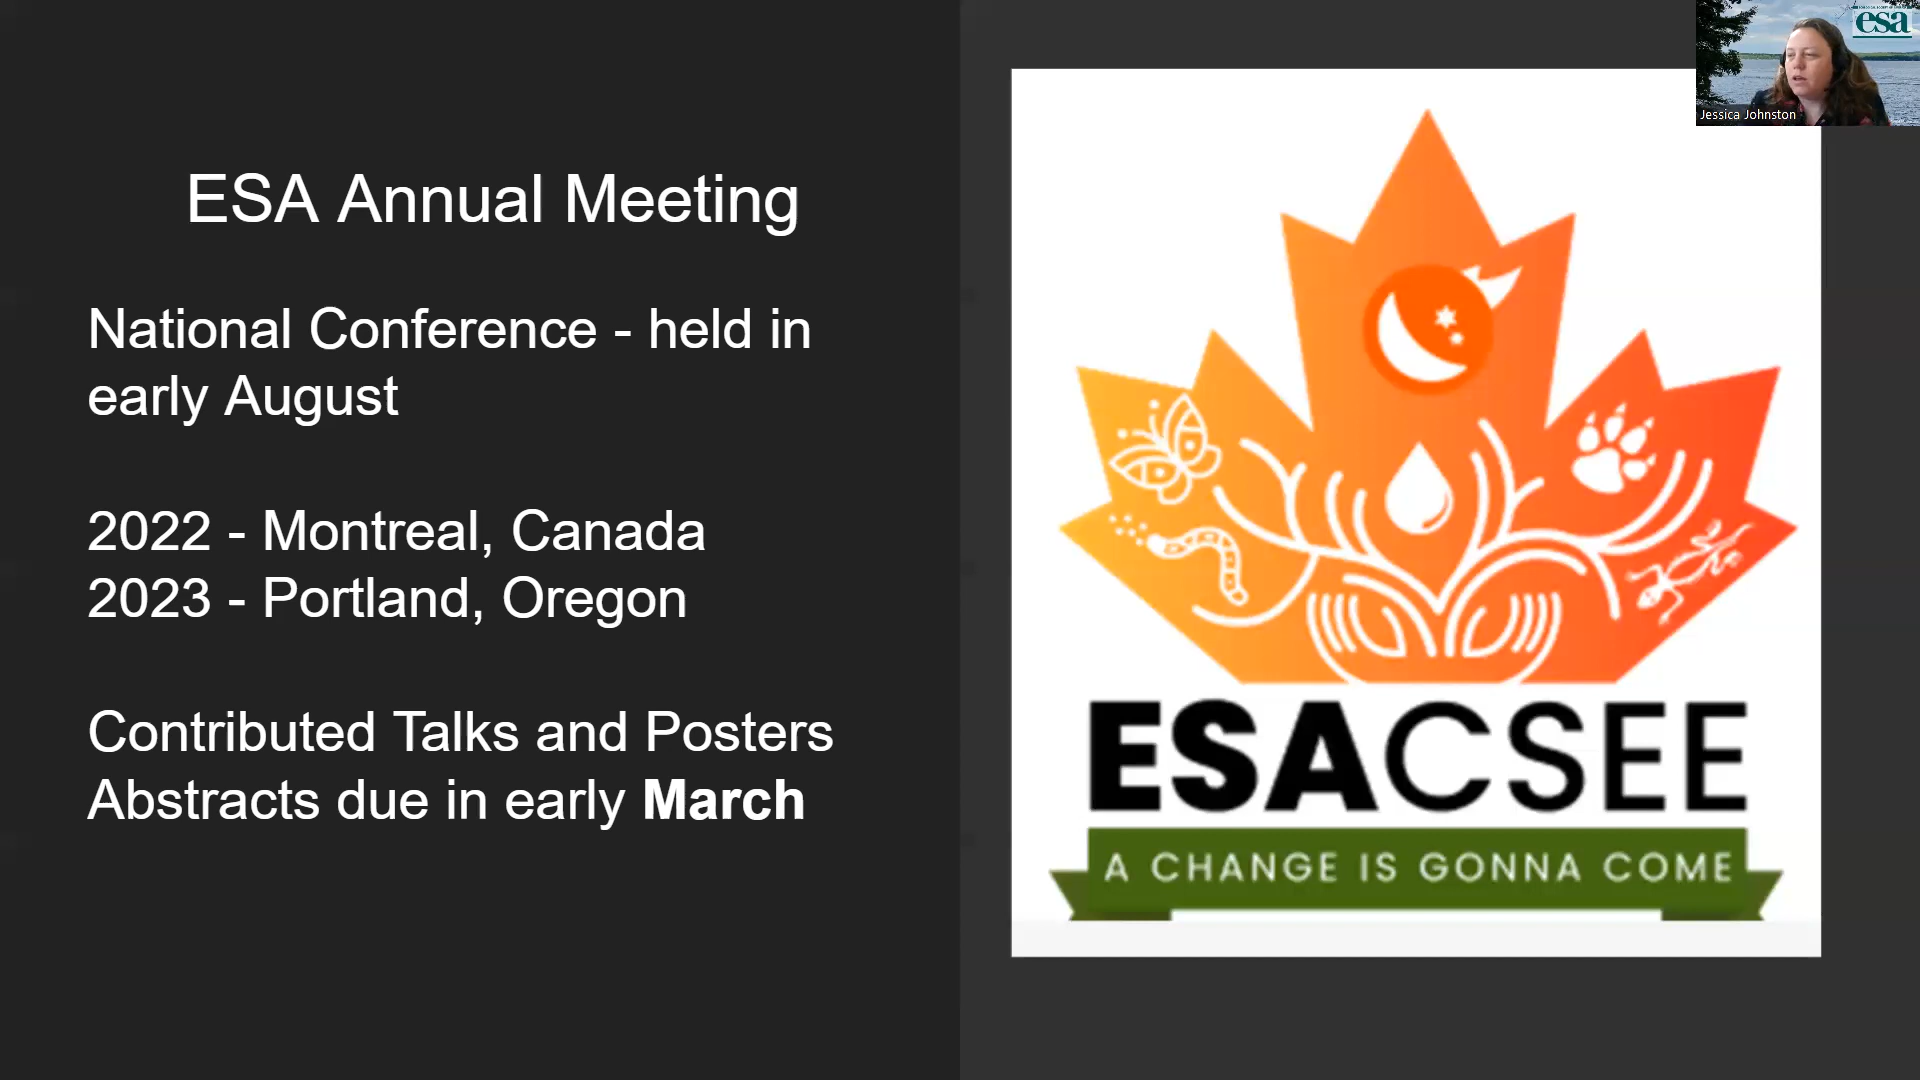 ESA Annual Meeting
National Conference - held in
early August
2022 - Montreal, Canada
2023 - Portland, Oregon
Contributed Talks and Posters
Abstracts due in early March
ESACSEE
A CHANGE IS GONNA COME
esa
Jessica Johnston